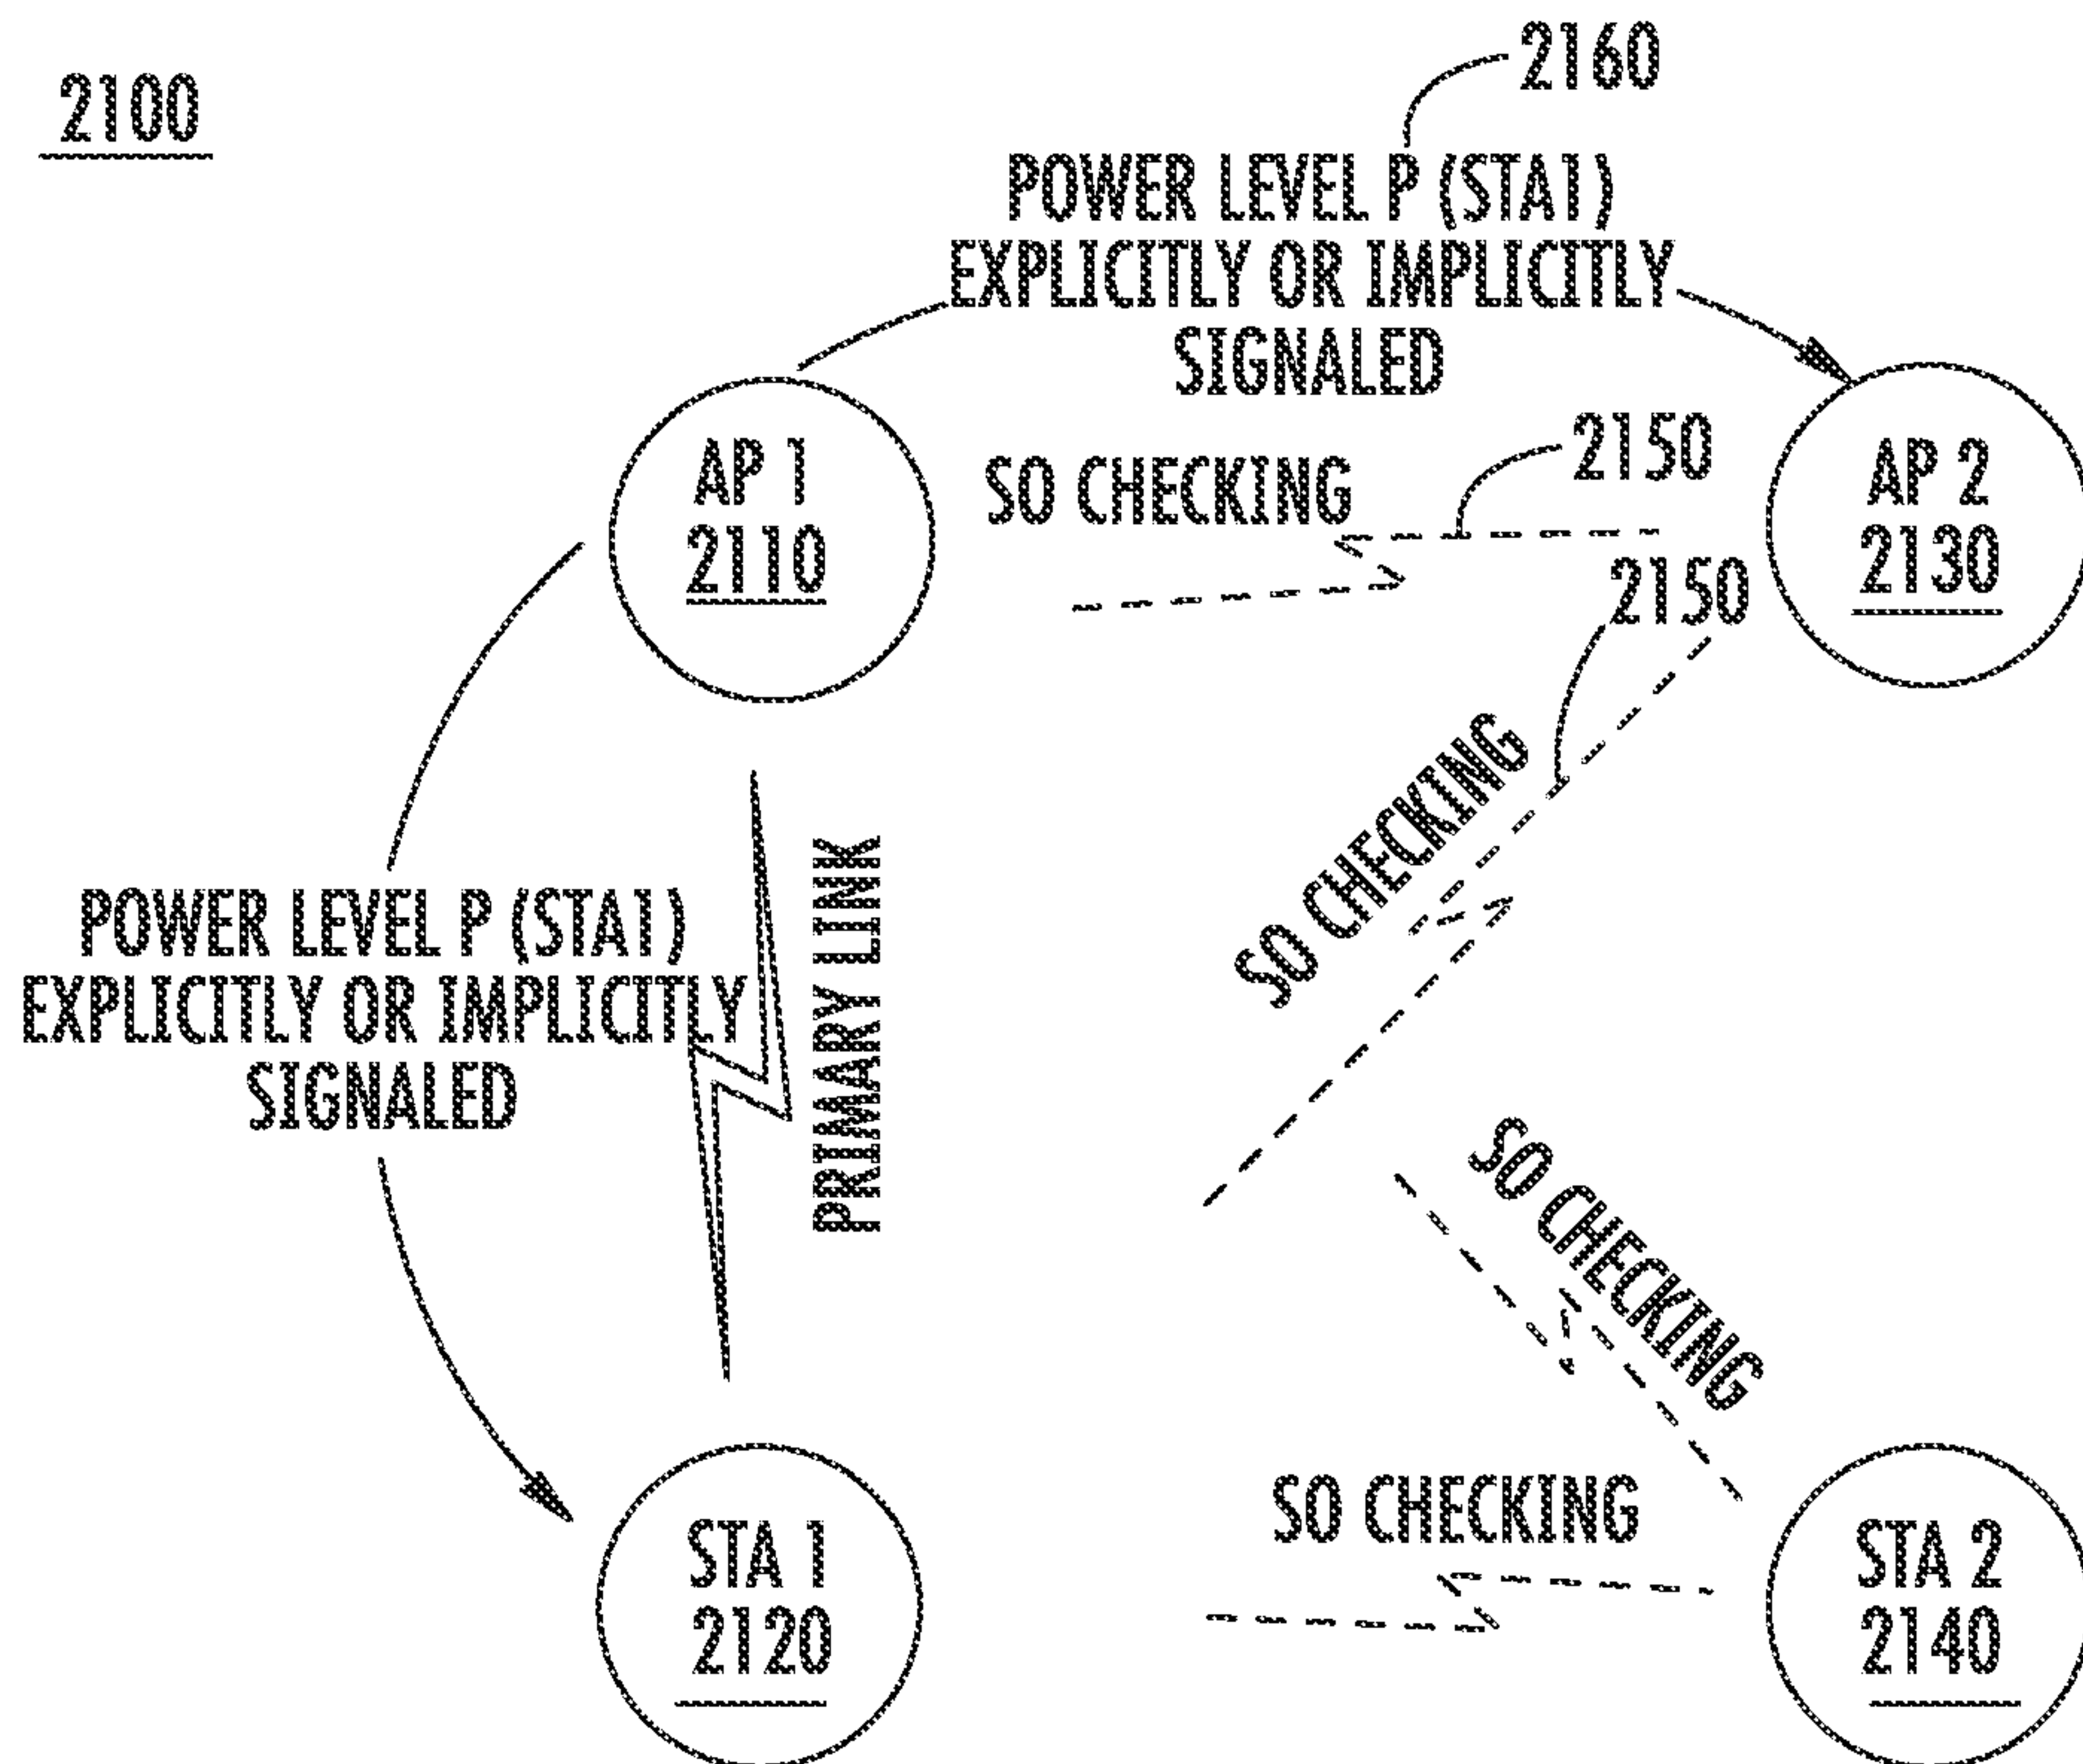 2100
2160
POWER LEVEL P (STA1)
EXPLICITLY OR IMPLICITLY
SIGNALED
AP 1
2110
SO CHECKING
2150
AP 2
2130
2150
SO CHECKING
POWER LEVEL P (STA1)
EXPLICITLY OR IMPLICITLY
SIGNALED
PRIMARY LINK
SO CHECKING
SO CHECKING
STA 1
2120
STA 2
2140